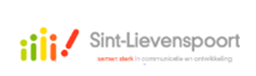 Sint-Lievenspoort
samen sterk in communicatie en ontwikkeling